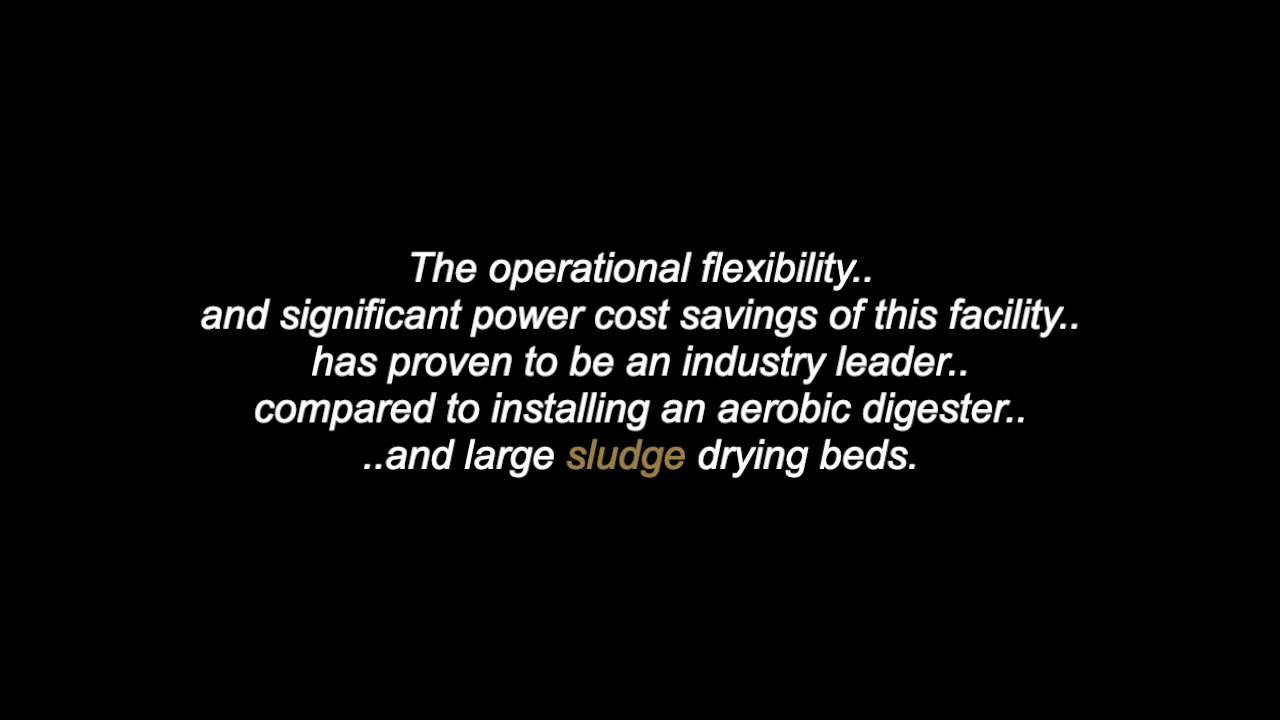 The operational flexibility..
and significant power cost savings of this facility..
has proven to be an industry leader..
compared to installing an aerobic digester..
..and large sludge drying beds.